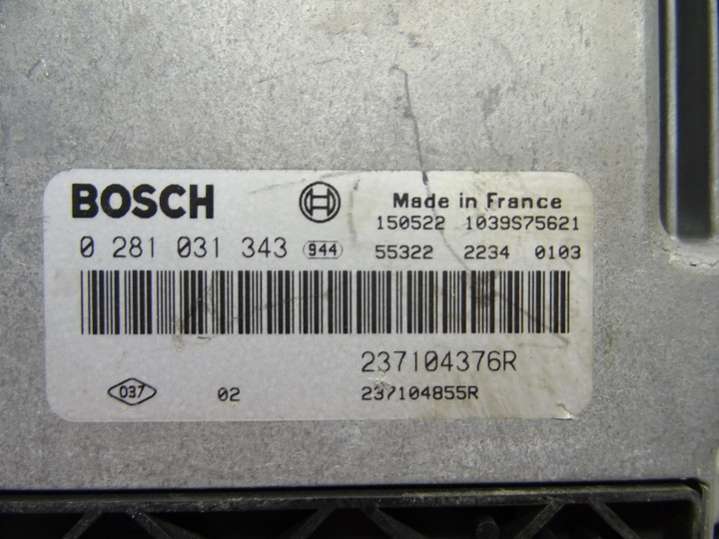 BOSCH Made in France
150522 1039S75621
0 281 031 343 944 55322 2234 0103
237104376R
037 02 237104855R